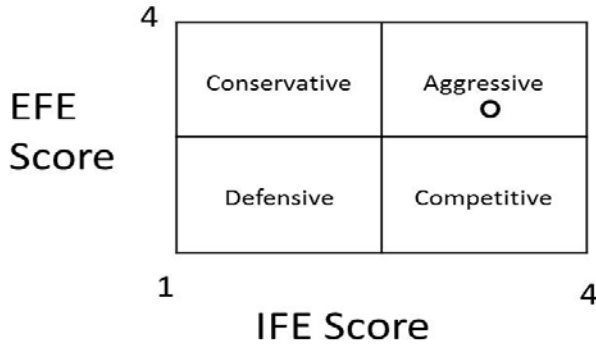 4
EFE
Score
Conservative
Aggressive
Defensive
Competitive
1
4
IFE Score